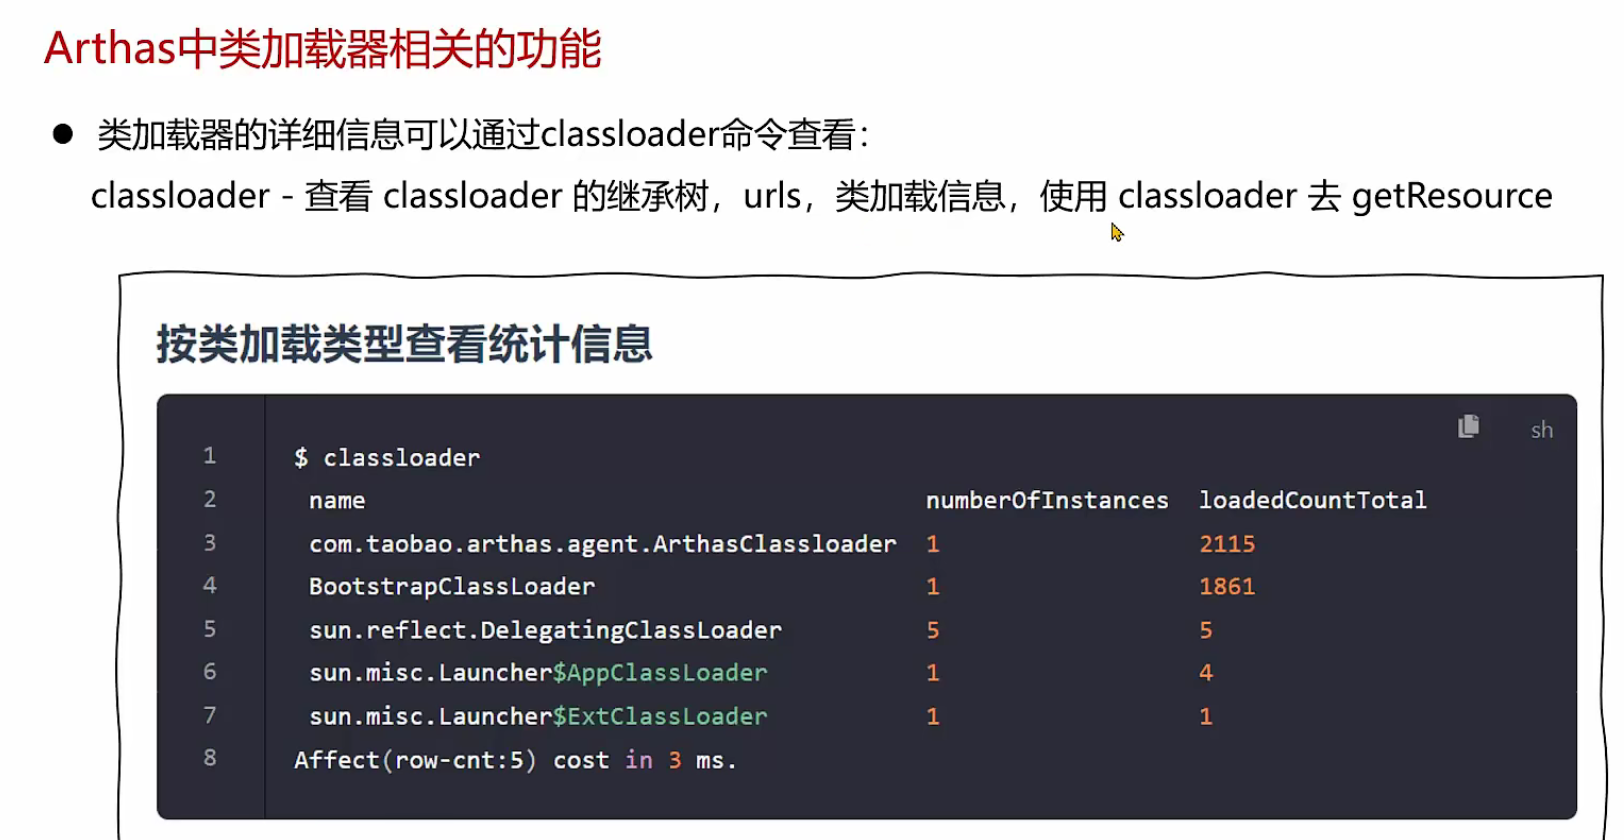 Arthas中类加载器相关的功能
● 类加载器的详细信息可以通过classloader命令查看：
classloader - 查看 classloader 的继承树，urls，类加载信息，使用 classloader 去 getResource
按类加载类型查看统计信息
sh
1 $ classloader
2 name numberOfInstances loadedCountTotal
3 com.taobao.arthas.agent.ArthasClassloader 1 2115
4 BootstrapClassLoader 1 1861
5 sun.reflect.DelegatingClassLoader 5 5
6 sun.misc.Launcher$AppClassLoader 1 4
7 sun.misc.Launcher$ExtClassLoader 1 1
8 Affect(row-cnt:5) cost in 3 ms.